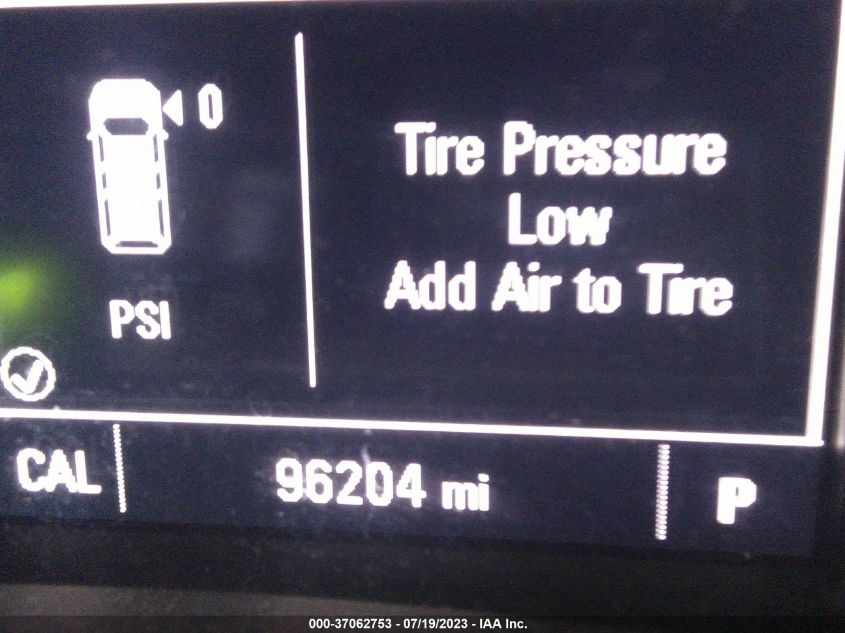 0
Tire Pressure
Low
Add Air to Tire
PSI
CAL 96204 mi P
000-37062753 - 07/19/2023 - IAA Inc.